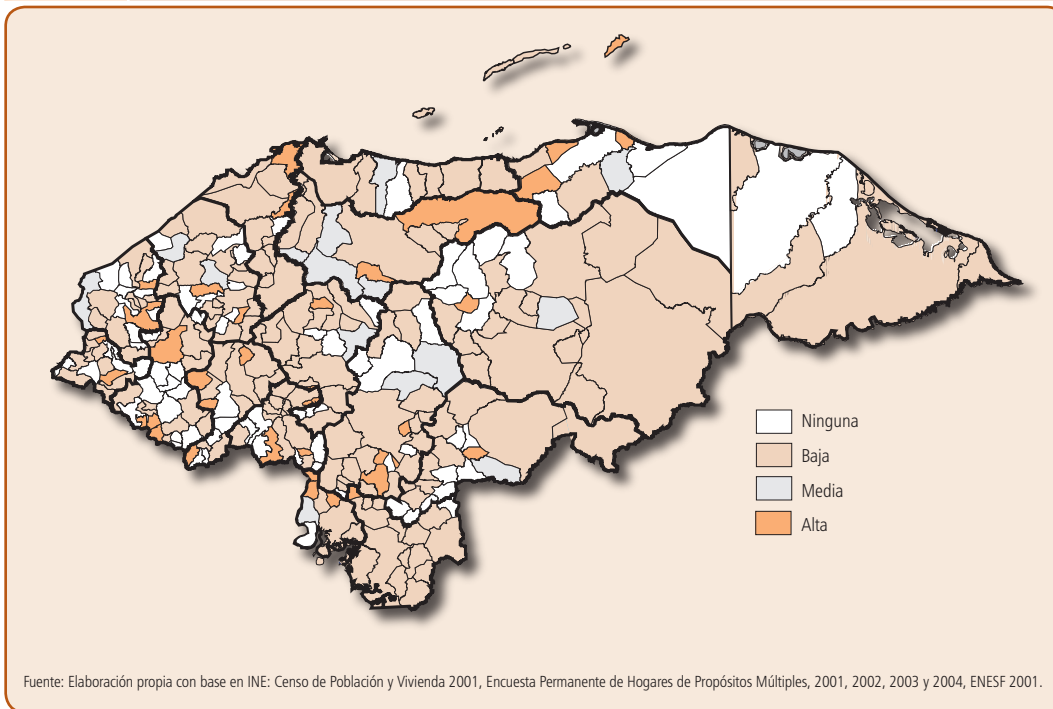 Ninguna
Baja
Media
Alta
Fuente: Elaboración propia con base en INE: Censo de Población y Vivienda 2001, Encuesta Permanente de Hogares de Propósitos Múltiples, 2001, 2002, 2003 y 2004, ENESF 2001.